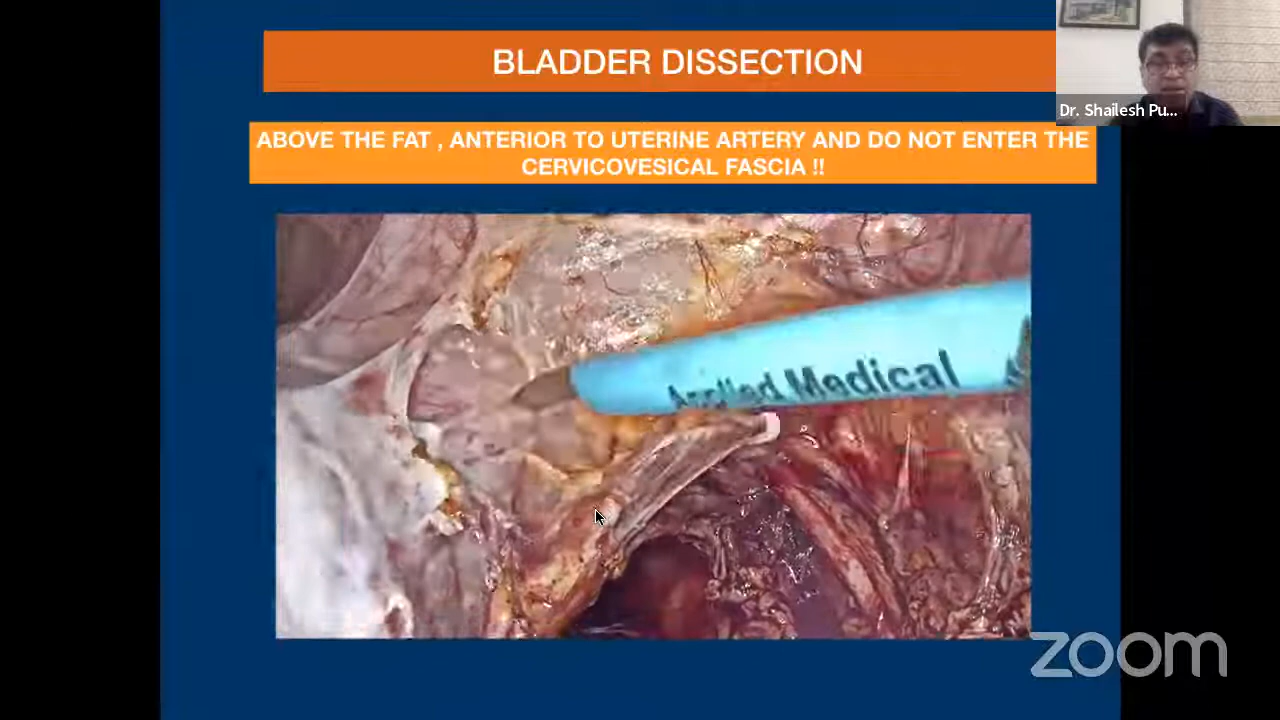 BLADDER DISSECTION
Dr. Shailesh Pu...
ABOVE THE FAT , ANTERIOR TO UTERINE ARTERY AND DO NOT ENTER THE
CERVICOVESICAL FASCIA !!
Applied Medical
zoom